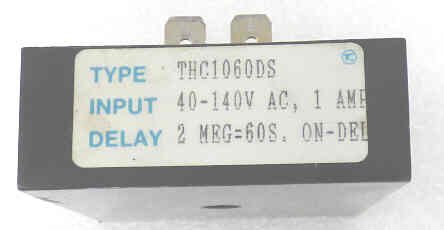 TYPE THC1060DS
INPUT 40-140V AC, 1 AMP
DELAY 2 MEG=60S. ON-DEL